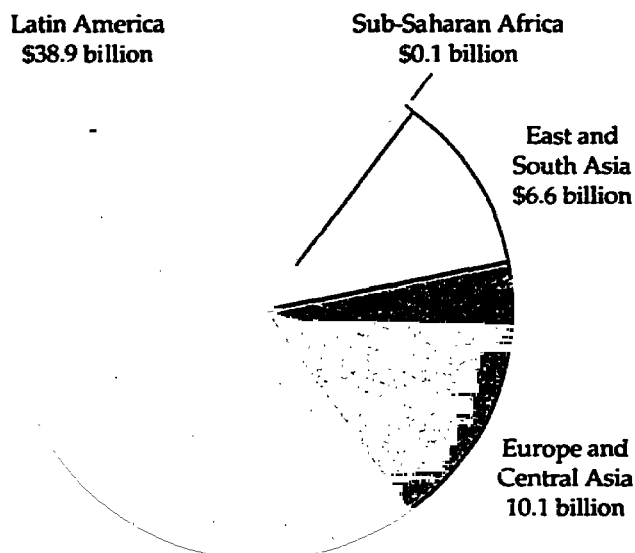 Latin America
$38.9 billion
Sub-Saharan Africa
$0.1 billion
East and
South Asia
$6.6 billion
Europe and
Central Asia
10.1 billion